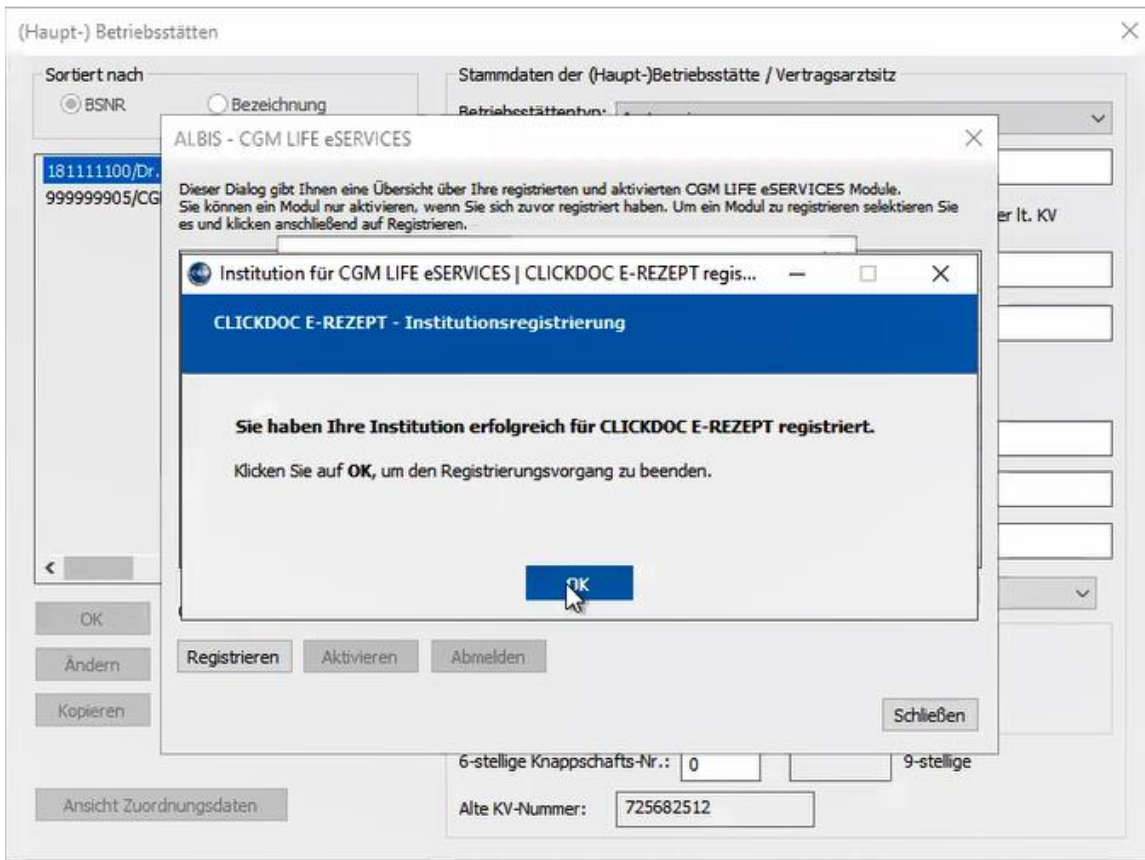 (Haupt-) Betriebsstätten
Sortiert nach
BSNR
Bezeichnung
Stammdaten der (Haupt-)Betriebsstätte / Vertragsarztsitz
Betriebsstättentyp:
181111100/Dr.
999999905/CG
er lt. KV
ALBIS - CGM LIFE eSERVICES
Dieser Dialog gibt Ihnen eine Übersicht über Ihre registrierten und aktivierten CGM LIFE eSERVICES Module.
Sie können ein Modul nur aktivieren, wenn Sie sich zuvor registriert haben. Um ein Modul zu registrieren selektieren Sie
es und klicken anschließend auf Registrieren.
Institution für CGM LIFE eSERVICES | CLICKDOC E-REZEPT regis...
CLICKDOC E-REZEPT - Institutionsregistrierung
Sie haben Ihre Institution erfolgreich für CLICKDOC E-REZEPT registriert.
Klicken Sie auf OK, um den Registrierungsvorgang zu beenden.
OK
Registrieren
Aktivieren
Abmelden
Schließen
OK
Ändern
Kopieren
Ansicht Zuordnungsdaten
6-stellige Knappschafts-Nr.: 0
9-stellige
Alte KV-Nummer: 725682512